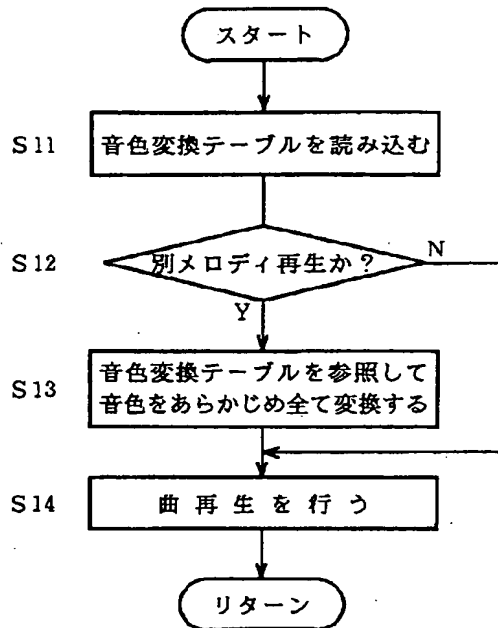 スタート
S11
音色変換テーブルを読み込む
S12
別メロディ再生か？
N
Y
S13
音色変換テーブルを参照して
音色をあらかじめ全て変換する
S14
曲再生を行う
リターン